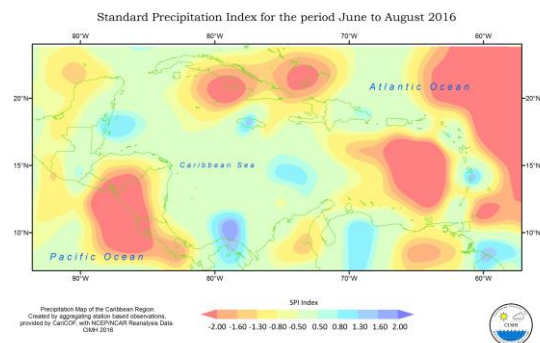 Standard Precipitation Index for the period June to August 2016
90°W
80°W
70°W
60°W
20°N
20°N
Atlantic Ocean
15°N
15°N
Caribbean Sea
10°N
10°N
Pacific Ocean
90°W
80°W
70°W
60°W
SPI Index
-2.00 -1.60 -1.30 -0.80 -0.50 0.50 0.80 1.30 1.60 2.00
Precipitation Map of the Caribbean Region.
Created by aggregating station based observations,
provided by CariCOF, with NCEP/NCAR Reanalysis Data.
CIMH 2016
CIMH